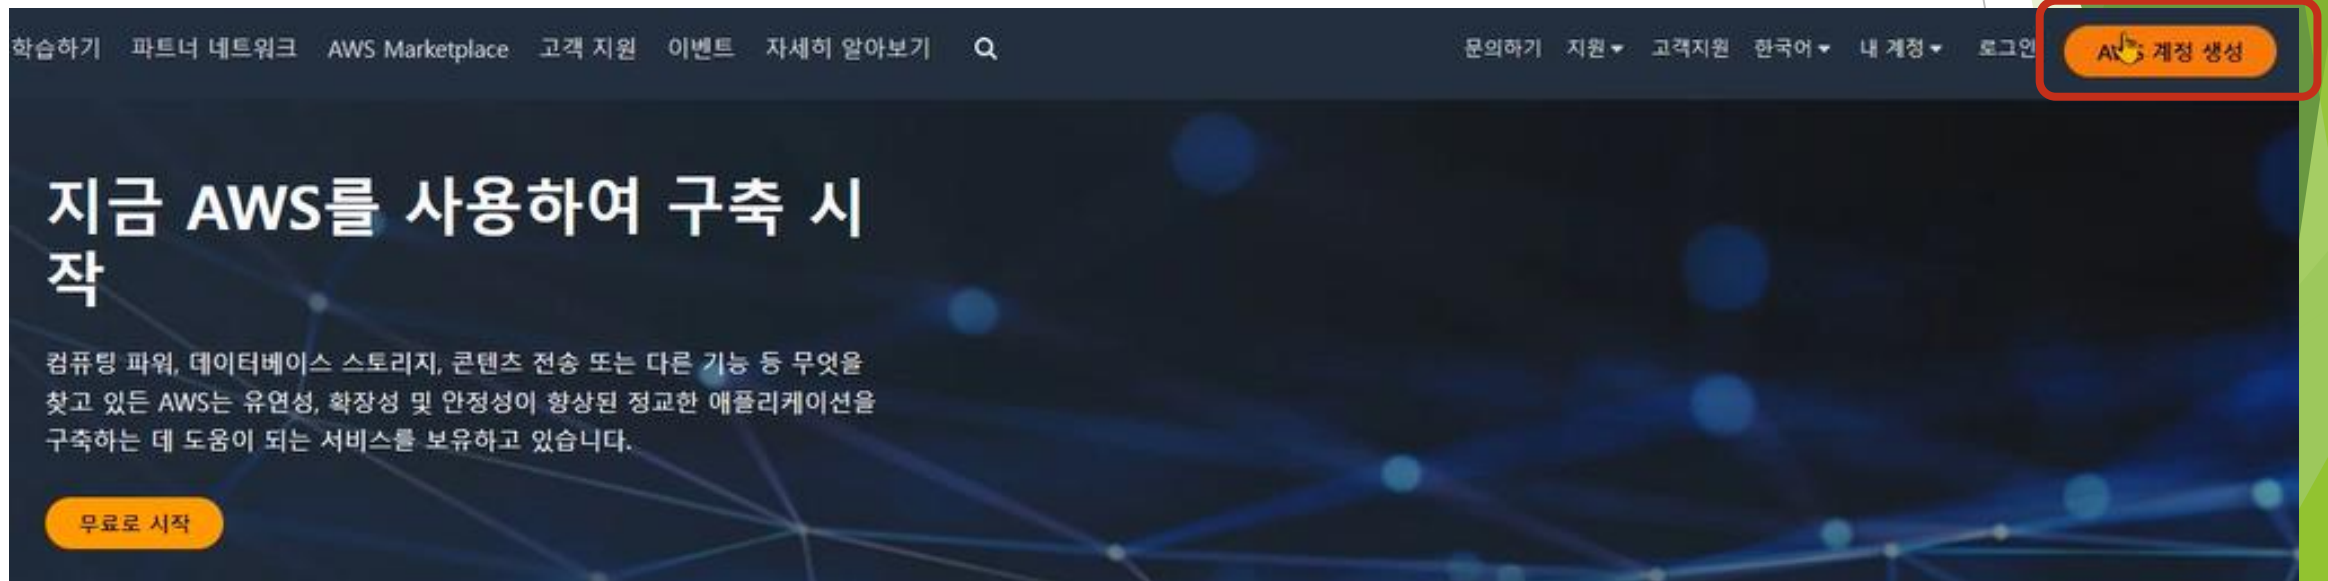 학습하기 파트너 네트워크 AWS Marketplace 고객 지원 이벤트 자세히 알아보기 문의하기 지원 고객지원 한국어 내 계정 로그인 AWS 계정 생성
지금 AWS를 사용하여 구축 시
작
컴퓨팅 파워, 데이터베이스 스토리지, 콘텐츠 전송 또는 다른 기능 등 무엇을
찾고 있든 AWS는 유연성, 확장성 및 안정성이 향상된 정교한 애플리케이션을
구축하는 데 도움이 되는 서비스를 보유하고 있습니다.
무료로 시작